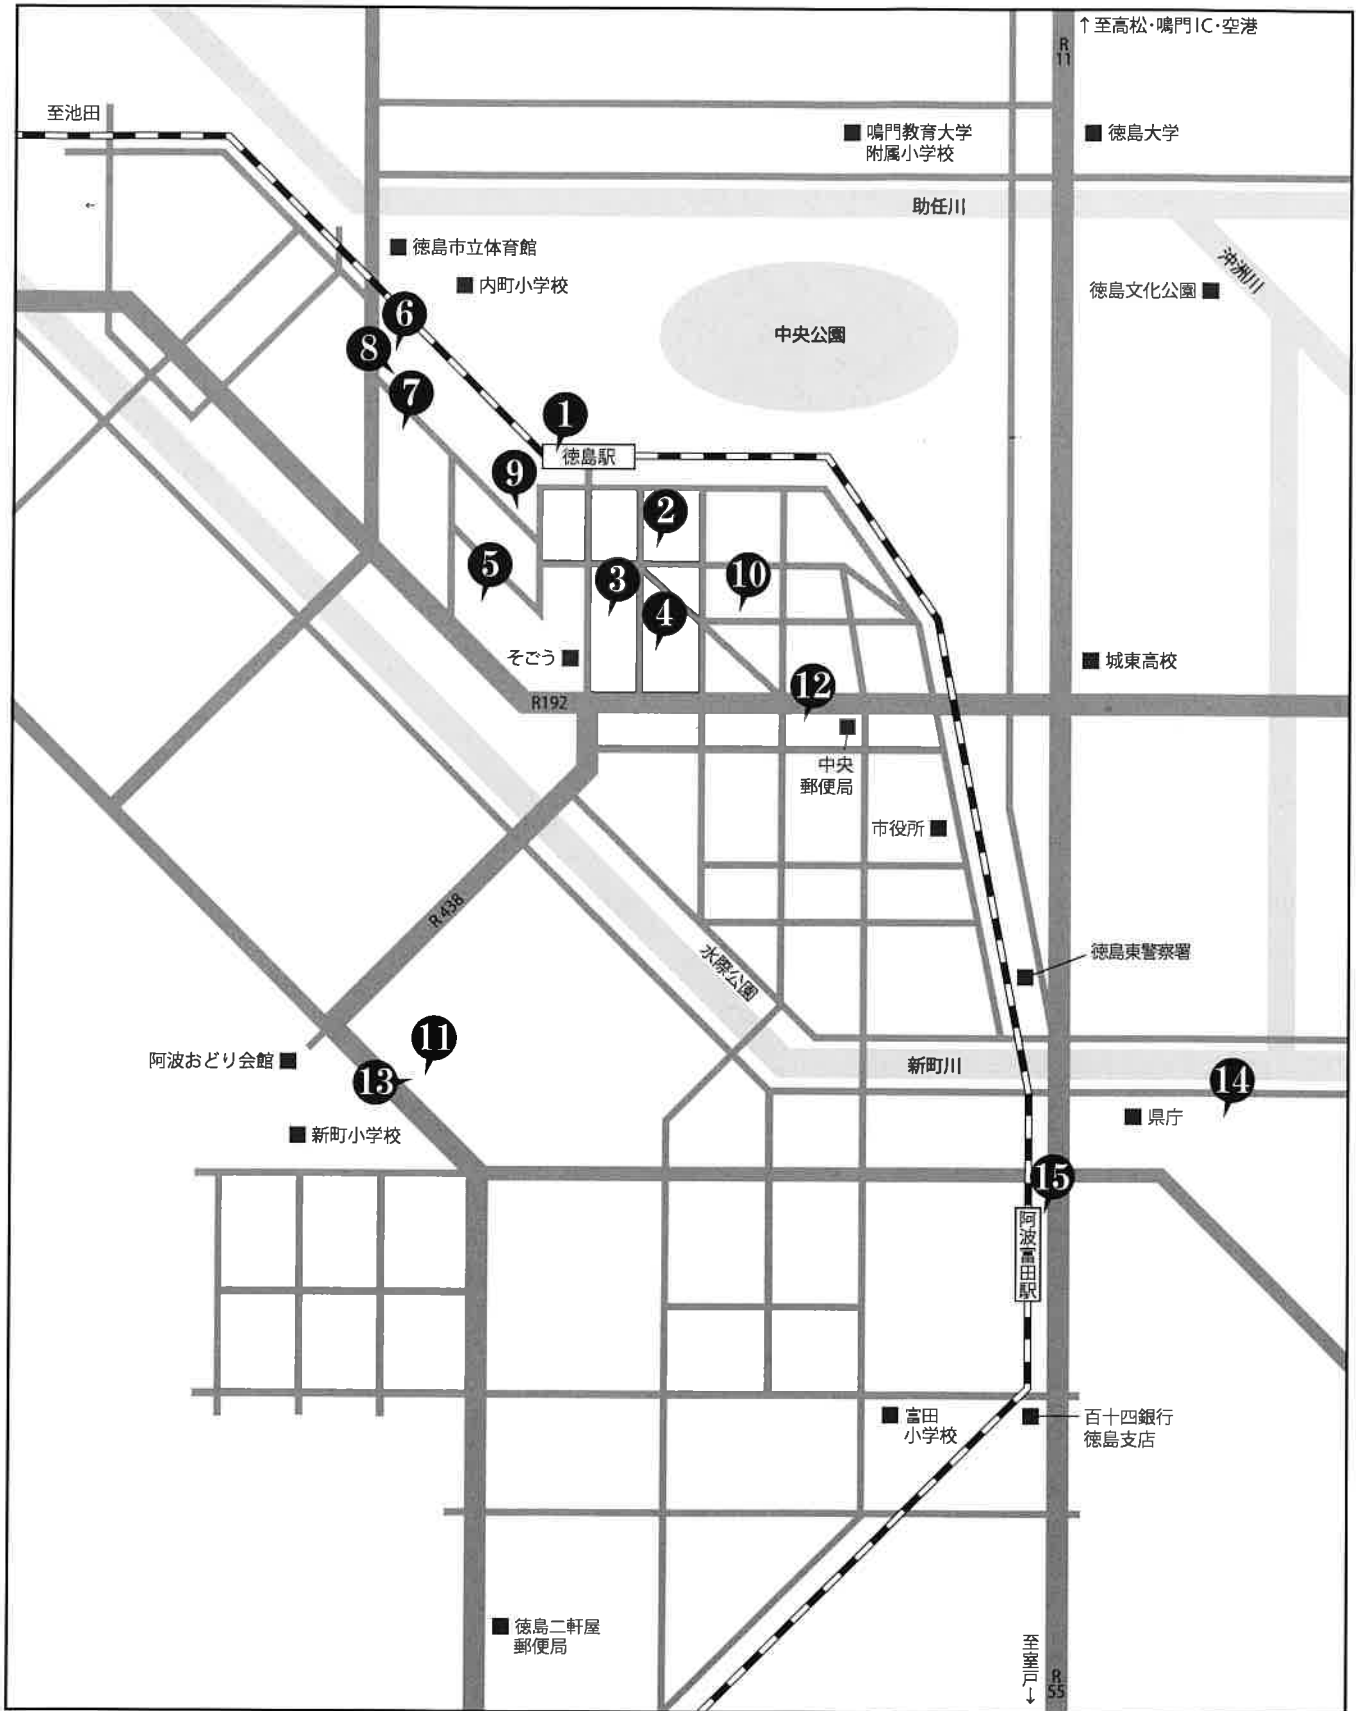 ↑至高松・鳴門IC・空港
R
11
至池田
鳴門教育大学
附属小学校
徳島大学
←
助任川
徳島市立体育館
内町小学校
沖洲川
徳島文化公園
中央公園
6
8
7
1
徳島駅
9
2
5
3
10
4
そごう
城東高校
12
R192
中央
郵便局
市役所
R438
水際公園
徳島東警察署
11
阿波おどり会館
13
新町川
14
新町小学校
県庁
15
阿波富田駅
富田
小学校
百十四銀行
徳島支店
徳島二軒屋
郵便局
至室戸↓
R
55